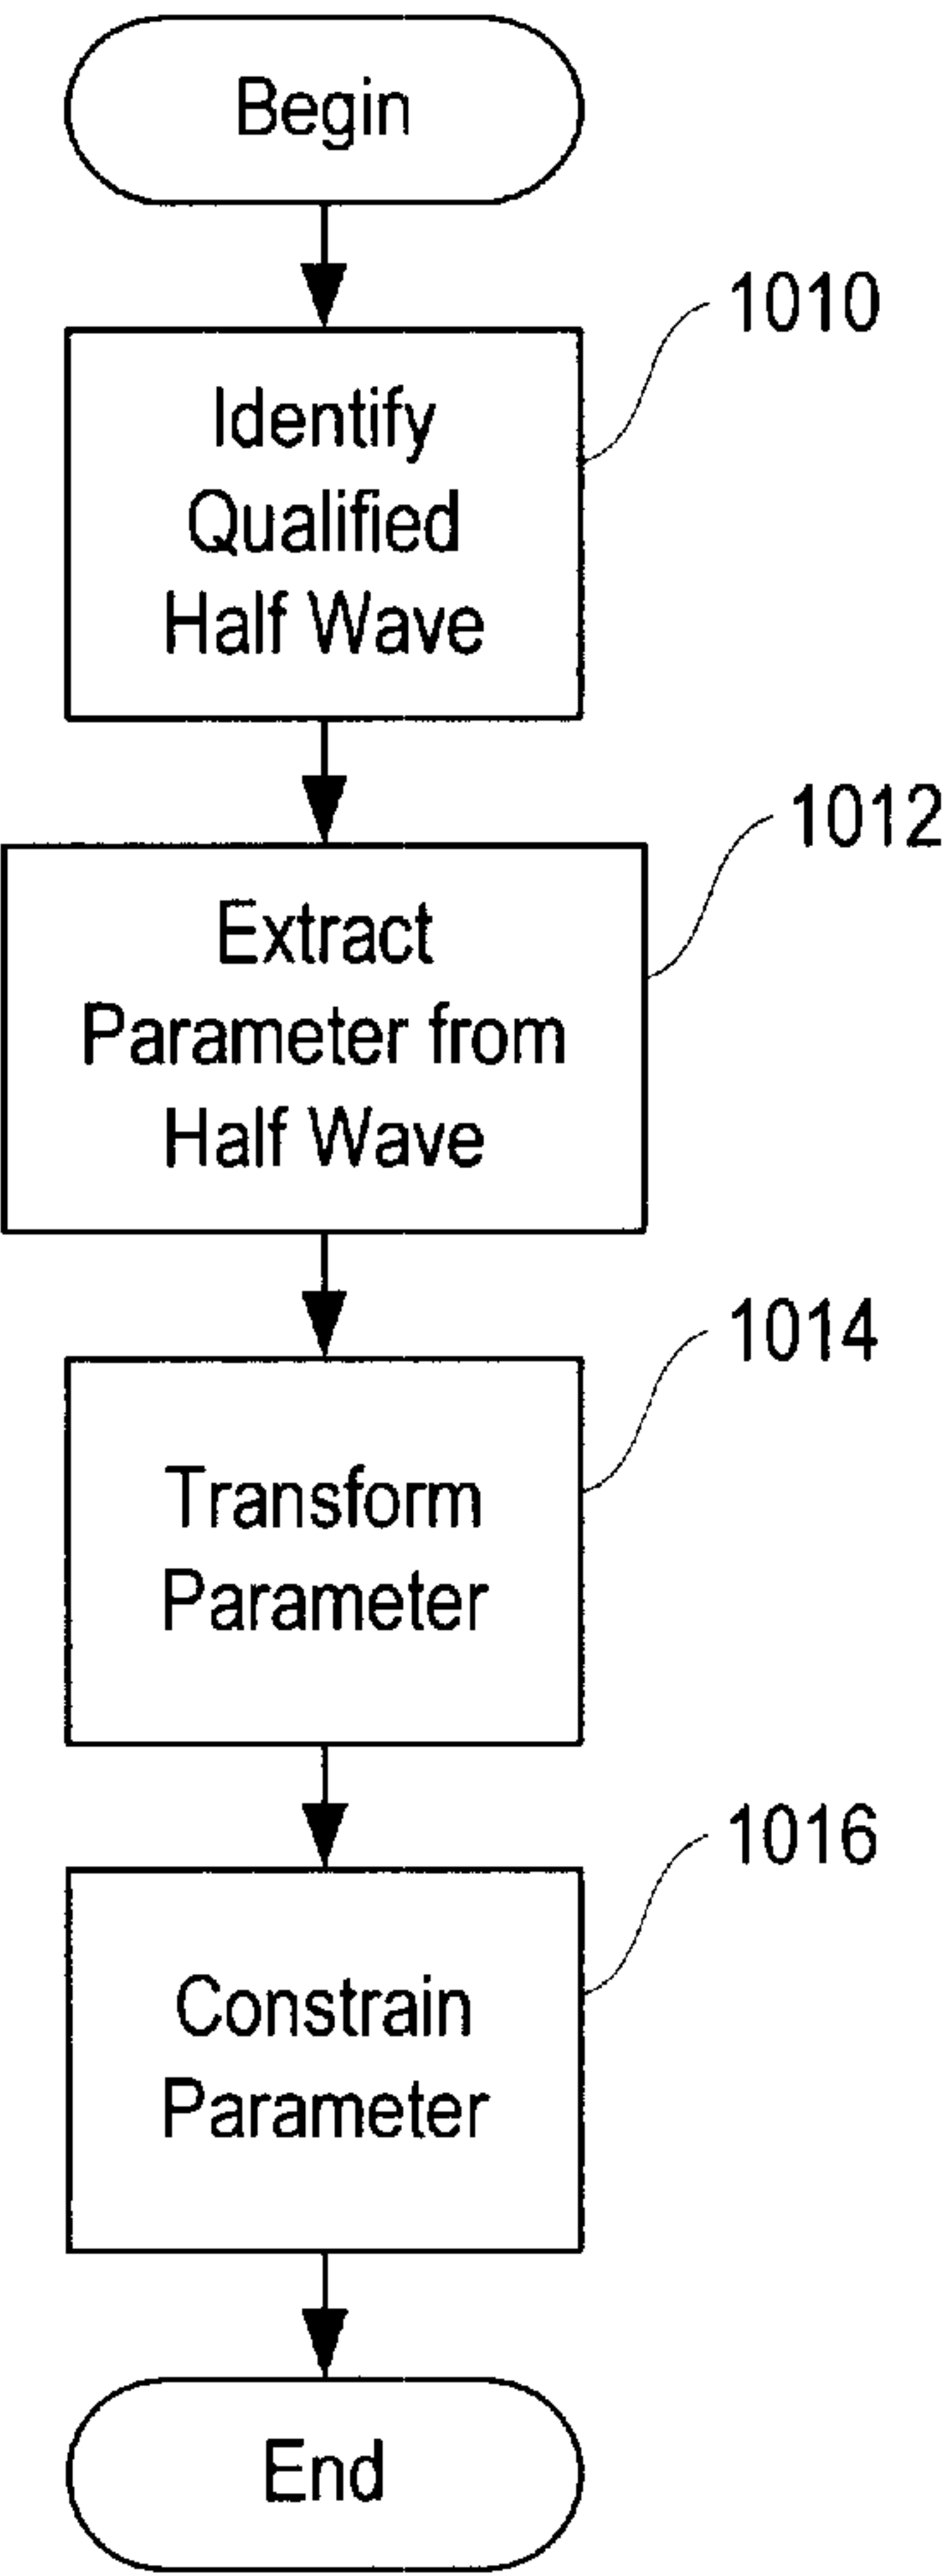 Begin
1010
Identify
Qualified
Half Wave
1012
Extract
Parameter from
Half Wave
1014
Transform
Parameter
1016
Constrain
Parameter
End